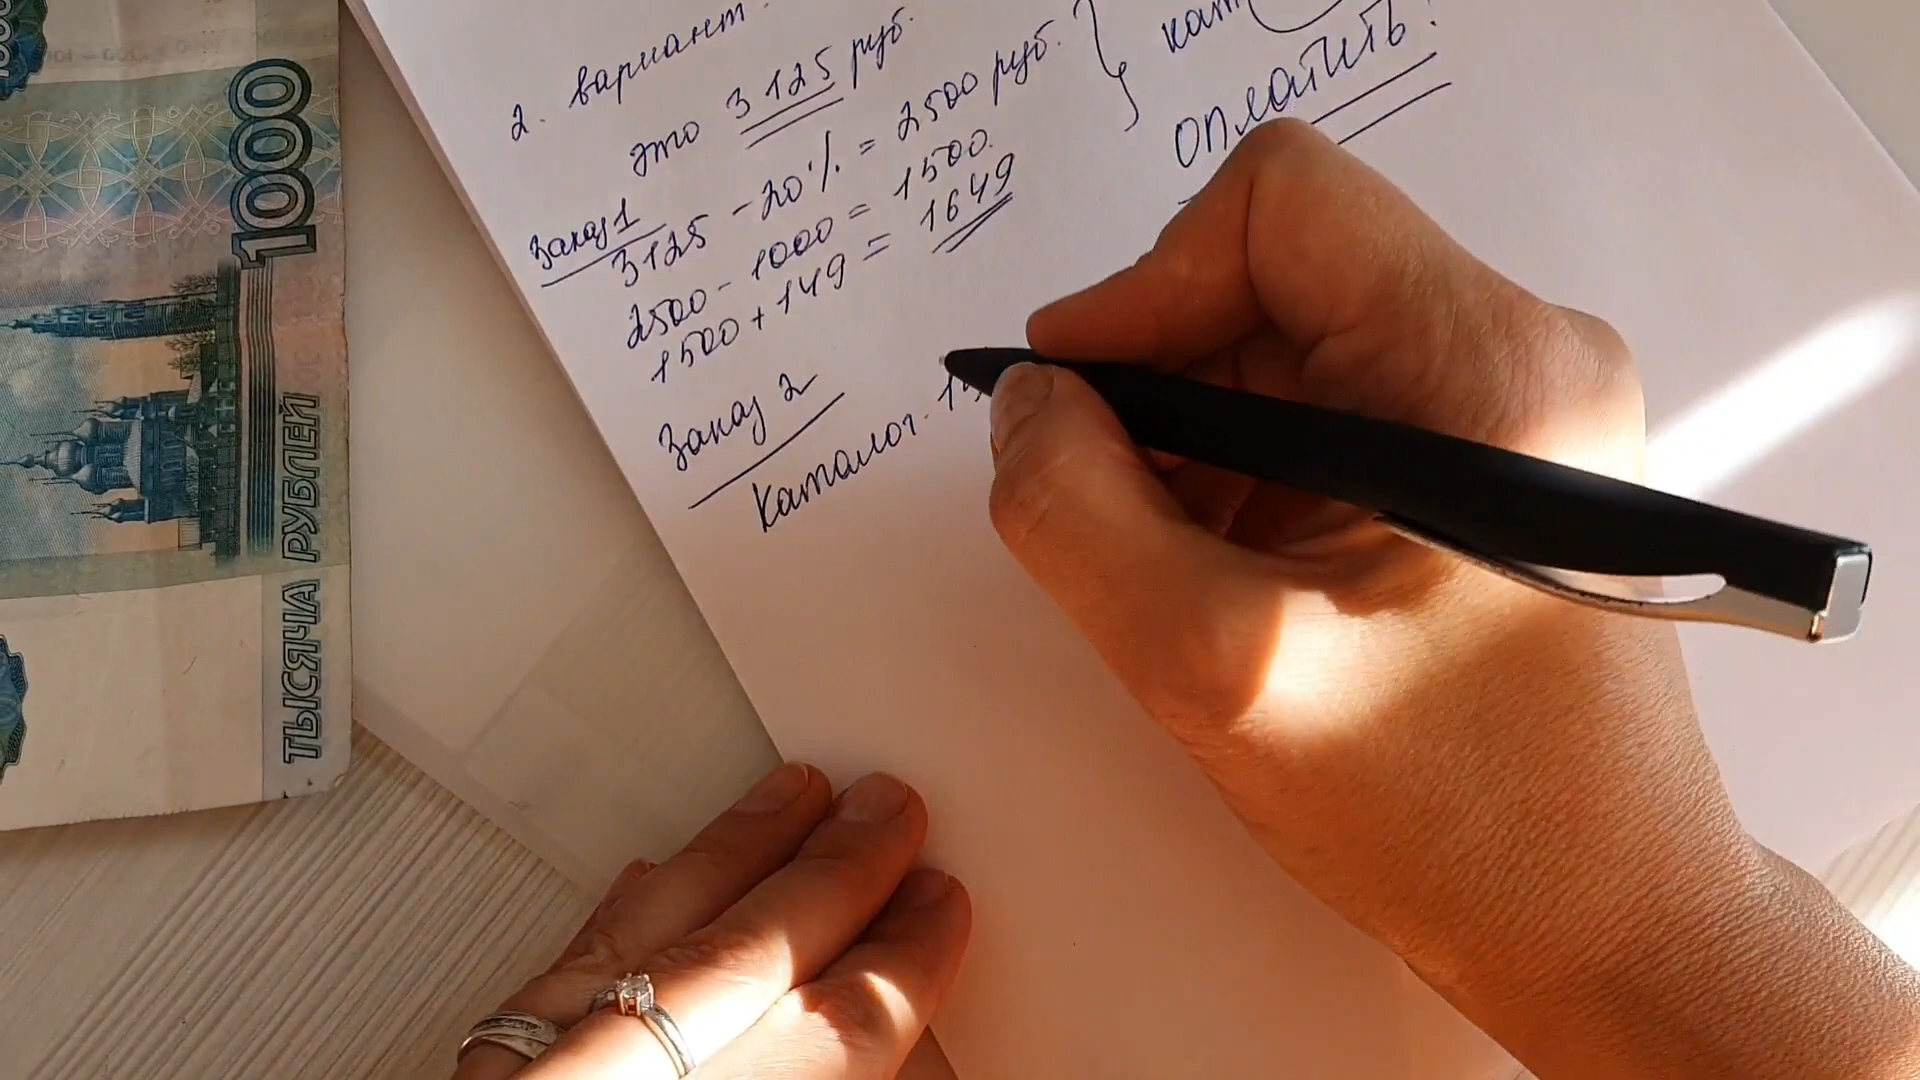 2. вариант.
это 3125 руб.
Заказ 1
3125 - 20% = 2500 руб.
2500 - 1000 = 1500.
1500 + 149 = 1649
оплатить!
Заказ 2
Каталог.
1000
ТЫСЯЧА РУБЛЕЙ